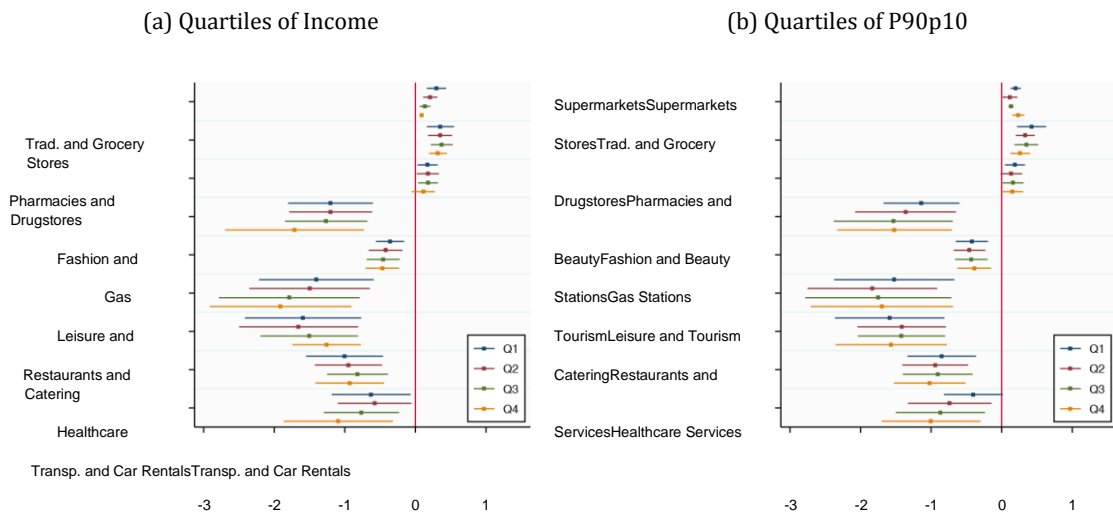 (a) Quartiles of Income
(b) Quartiles of P90p10
Trad. and Grocery
Stores
Pharmacies and
Drugstores
Fashion and
Gas
Leisure and
Restaurants and
Catering
Healthcare
Transp. and Car RentalsTransp. and Car Rentals
Q1
Q2
Q3
Q4
-3 -2 -1 0 1
SupermarketsSupermarkets
StoresTrad. and Grocery
DrugstoresPharmacies and
BeautyFashion and Beauty
StationsGas Stations
TourismLeisure and Tourism
CateringRestaurants and
ServicesHealthcare Services
Q1
Q2
Q3
Q4
-3 -2 -1 0 1